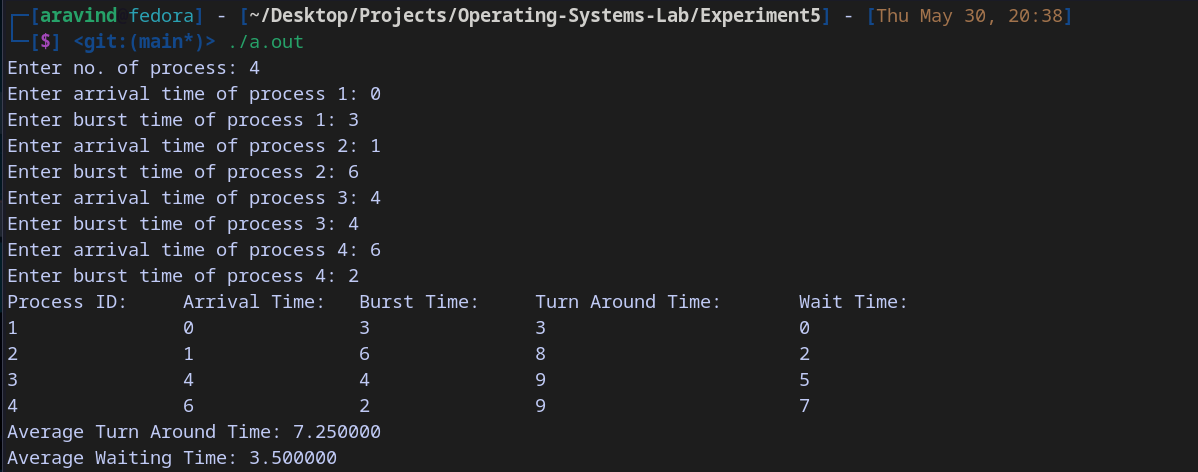 ┌─[aravind fedora] - [~/Desktop/Projects/Operating-Systems-Lab/Experiment5] - [Thu May 30, 20:38]
└─[$] <git:(main*)> ./a.out
Enter no. of process: 4
Enter arrival time of process 1: 0
Enter burst time of process 1: 3
Enter arrival time of process 2: 1
Enter burst time of process 2: 6
Enter arrival time of process 3: 4
Enter burst time of process 3: 4
Enter arrival time of process 4: 6
Enter burst time of process 4: 2
Process ID:     Arrival Time:   Burst Time:     Turn Around Time:       Wait Time:
1               0               3               3                       0
2               1               6               8                       2
3               4               4               9                       5
4               6               2               9                       7
Average Turn Around Time: 7.250000
Average Waiting Time: 3.500000